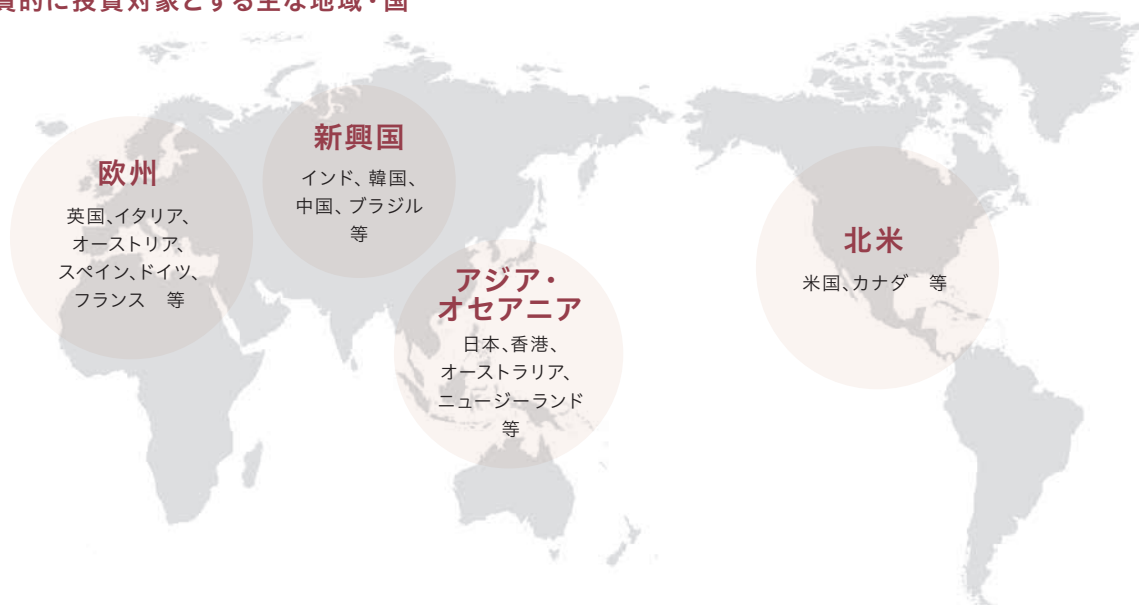 質的に投資対象とする主な地域・国
欧州
英国、イタリア、
オーストリア、
スペイン、ドイツ、
フランス　等
新興国
インド、韓国、
中国、ブラジル
等
アジア・
オセアニア
日本、香港、
オーストラリア、
ニュージーランド
等
北米
米国、カナダ　等